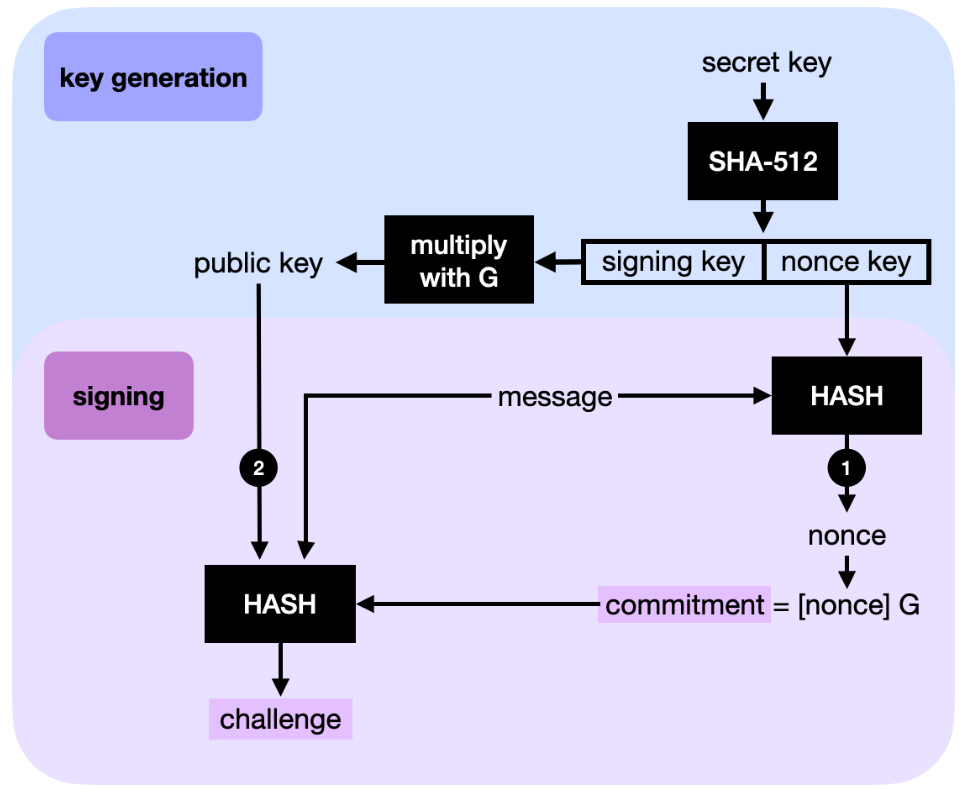 key generation
secret key
SHA-512
public key
multiply
with G
signing key
nonce key
signing
message
HASH
2
1
nonce
HASH
commitment = [nonce] G
challenge